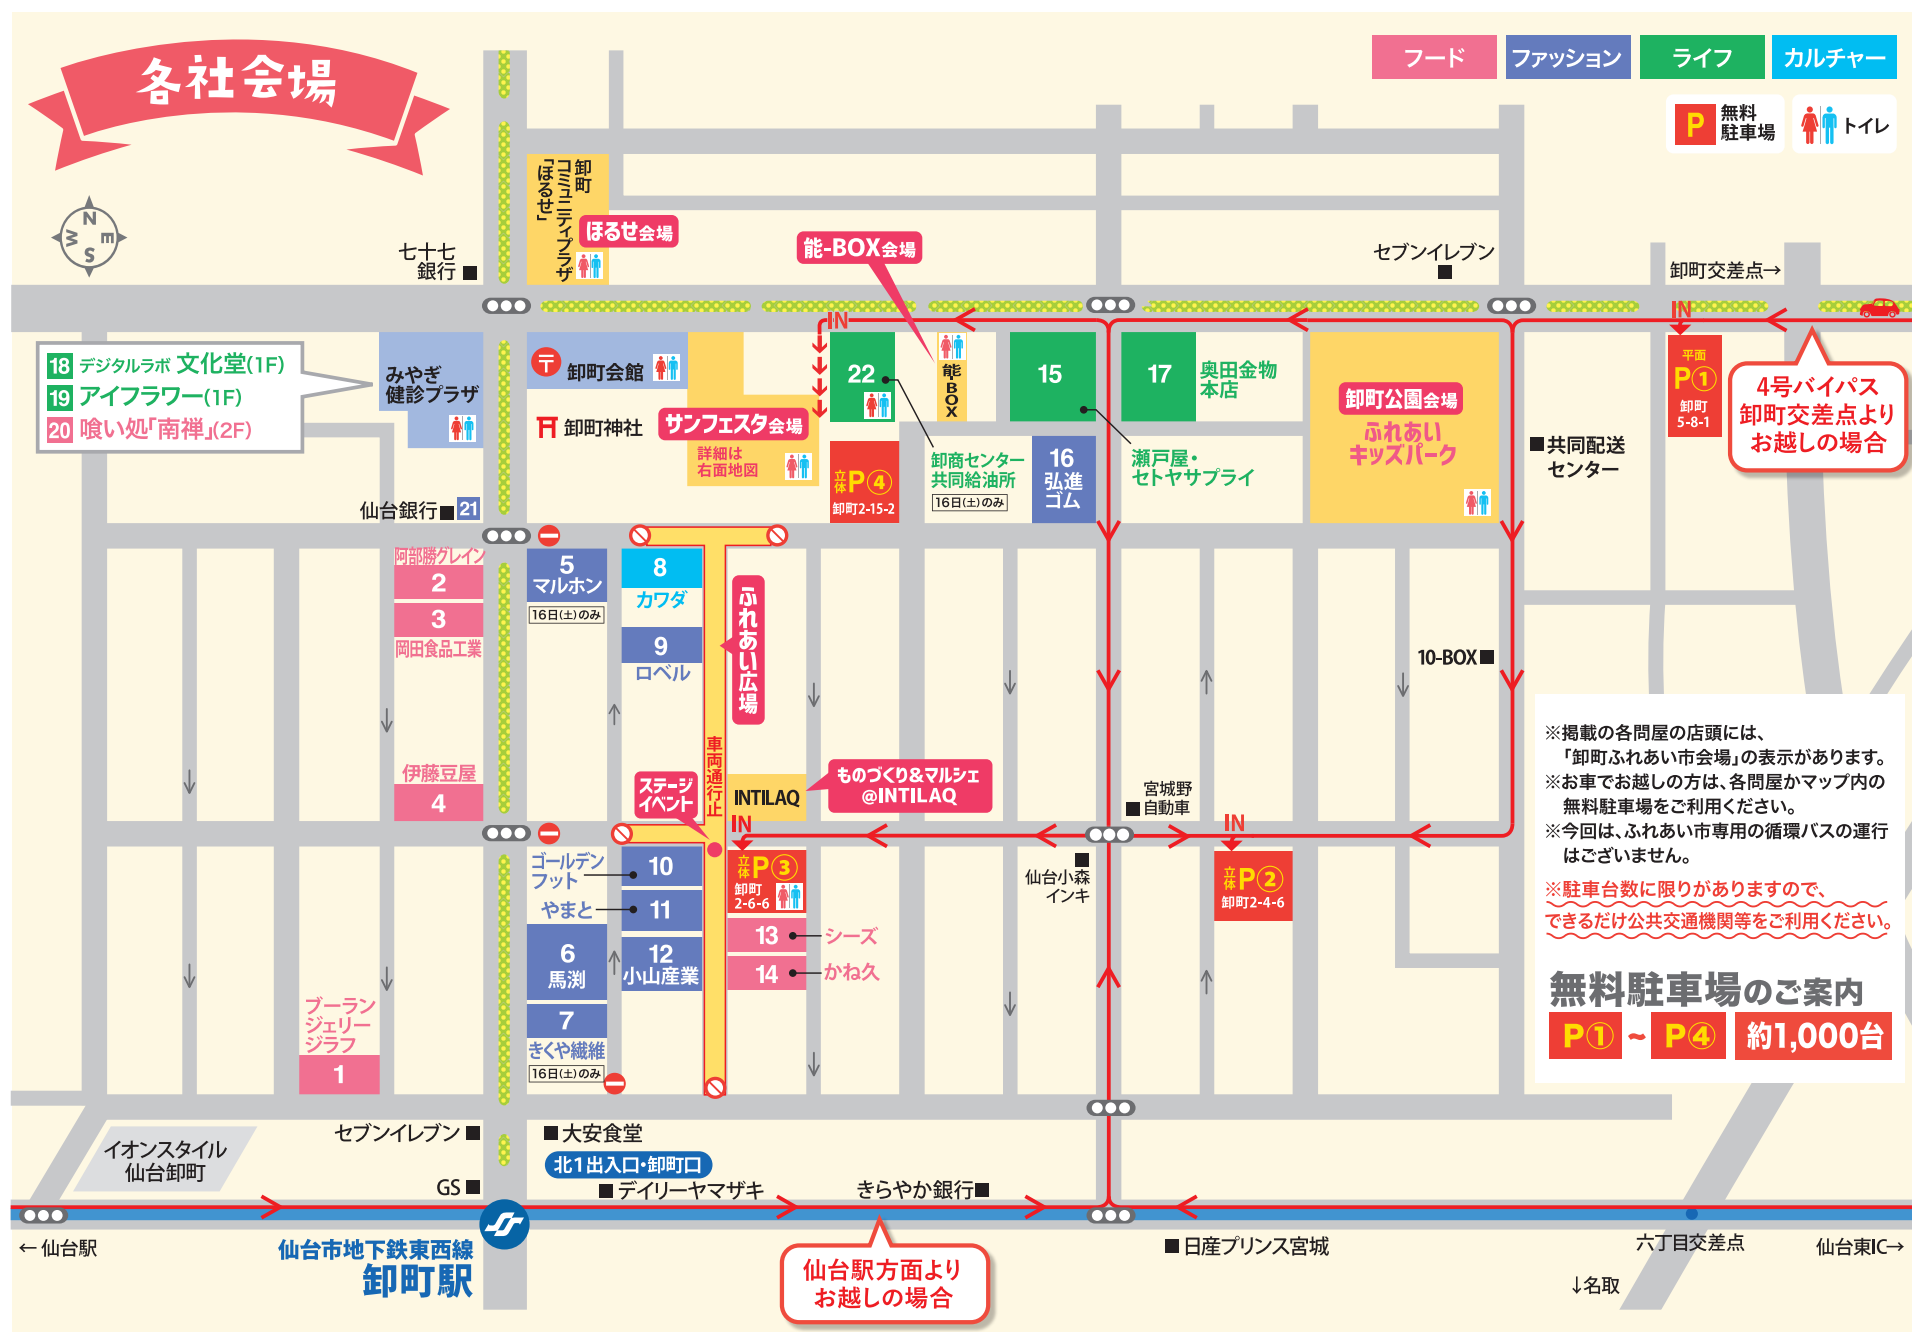 各社会場
フード
ファッション
ライフ
カルチャー
P
無料
駐車場
トイレ
N
W
E
S
卸町
コミュニティプラザ
「ほるせ」
ほるせ会場
七十七
銀行
能-BOX会場
セブンイレブン
卸町交差点→
IN
IN
18 デジタルラボ 文化堂(1F)
19 アイフラワー(1F)
20 喰い処「南禅」(2F)
みやぎ
健診プラザ
〒
卸町会館
卸町神社
サンフェスタ会場
詳細は
右面地図
22
能-BOX
15
17
奥田金物
本店
卸町公園会場
ふれあい
キッズパーク
平面
P①
卸町
5-8-1
4号バイパス
卸町交差点より
お越しの場合
共同配送
センター
立体P④
卸町2-15-2
卸商センター
共同給油所
16日(土)のみ
16
弘進
ゴム
瀬戸屋・
セトヤサプライ
仙台銀行
21
阿部勝グレイン
2
3
岡田食品工業
5
マルホン
16日(土)のみ
8
カワダ
9
ロベル
ふれあい広場
10-BOX
車両通行止
伊藤豆屋
4
ステージ
イベント
INTILAQ
ものづくり&マルシェ
@INTILAQ
宮城野
自動車
IN
IN
ゴールデン
フット
10
やまと
11
6
馬渕
12
小山産業
7
きくや繊維
16日(土)のみ
立体P③
卸町
2-6-6
13
シーズ
14
かね久
仙台小森
インキ
立体P②
卸町2-4-6
ブーラン
ジェリー
ジラフ
1
※掲載の各問屋の店頭には、
「卸町ふれあい市会場」の表示があります。
※お車でお越しの方は、各問屋かマップ内の
無料駐車場をご利用ください。
※今回は、ふれあい市専用の循環バスの運行
はございません。
※駐車台数に限りがありますので、
できるだけ公共交通機関等をご利用ください。
無料駐車場のご案内
P①~P④ 約1,000台
イオンスタイル
仙台卸町
セブンイレブン
大安食堂
北1出入口・卸町口
GS
デイリーヤマザキ
きらやか銀行
←仙台駅
仙台市地下鉄東西線
卸町駅
仙台駅方面より
お越しの場合
日産プリンス宮城
六丁目交差点
仙台東IC→
↓名取